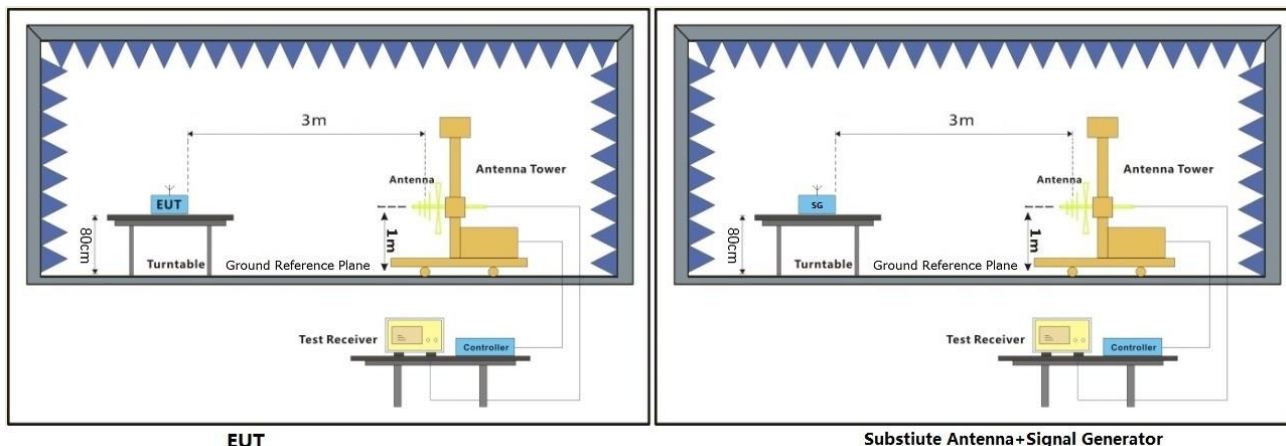 3m
Antenna Tower
Antenna
EUT
80cm
1m
Turntable
Ground Reference Plane
Test Receiver
Controller
EUT
3m
Antenna Tower
Antenna
SG
80cm
1m
Turntable
Ground Reference Plane
Test Receiver
Controller
Substiute Antenna+Signal Generator